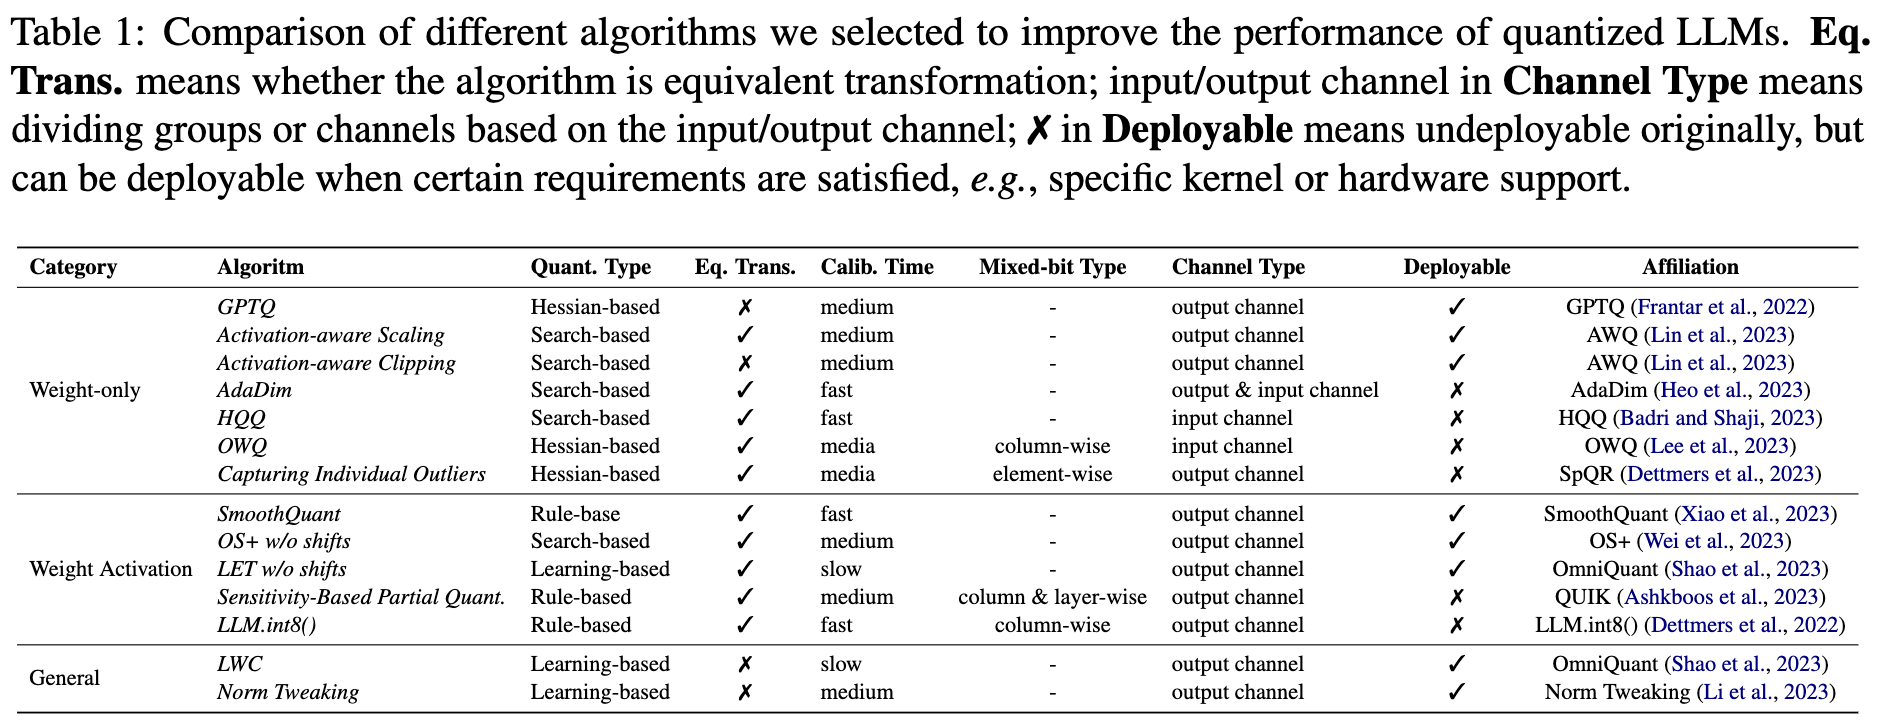 Table 1: Comparison of different algorithms we selected to improve the performance of quantized LLMs. Eq.
Trans. means whether the algorithm is equivalent transformation; input/output channel in Channel Type means
dividing groups or channels based on the input/output channel; ✗ in Deployable means undeployable originally, but
can be deployable when certain requirements are satisfied, e.g., specific kernel or hardware support.
Category Algoritm Quant. Type Eq. Trans. Calib. Time Mixed-bit Type Channel Type Deployable Affiliation
GPTQ Hessian-based ✗ medium - output channel ✓ GPTQ (Frantar et al., 2022)
Activation-aware Scaling Search-based ✓ medium - output channel ✓ AWQ (Lin et al., 2023)
Activation-aware Clipping Search-based ✗ medium - output channel ✓ AWQ (Lin et al., 2023)
Weight-only AdaDim Search-based ✓ fast - output & input channel ✗ AdaDim (Heo et al., 2023)
HQQ Search-based ✓ fast - input channel ✗ HQQ (Badri and Shaji, 2023)
OWQ Hessian-based ✓ media column-wise input channel ✗ OWQ (Lee et al., 2023)
Capturing Individual Outliers Hessian-based ✓ media element-wise output channel ✗ SpQR (Dettmers et al., 2023)
SmoothQuant Rule-base ✓ fast - output channel ✓ SmoothQuant (Xiao et al., 2023)
OS+ w/o shifts Search-based ✓ medium - output channel ✓ OS+ (Wei et al., 2023)
Weight Activation LET w/o shifts Learning-based ✓ slow - output channel ✓ OmniQuant (Shao et al., 2023)
Sensitivity-Based Partial Quant. Rule-based ✓ medium column & layer-wise output channel ✗ QUIK (Ashkboos et al., 2023)
LLM.int8() Rule-based ✓ fast column-wise output channel ✗ LLM.int8() (Dettmers et al., 2022)
General LWC Learning-based ✗ slow - output channel ✓ OmniQuant (Shao et al., 2023)
Norm Tweaking Learning-based ✗ medium - output channel ✓ Norm Tweaking (Li et al., 2023)